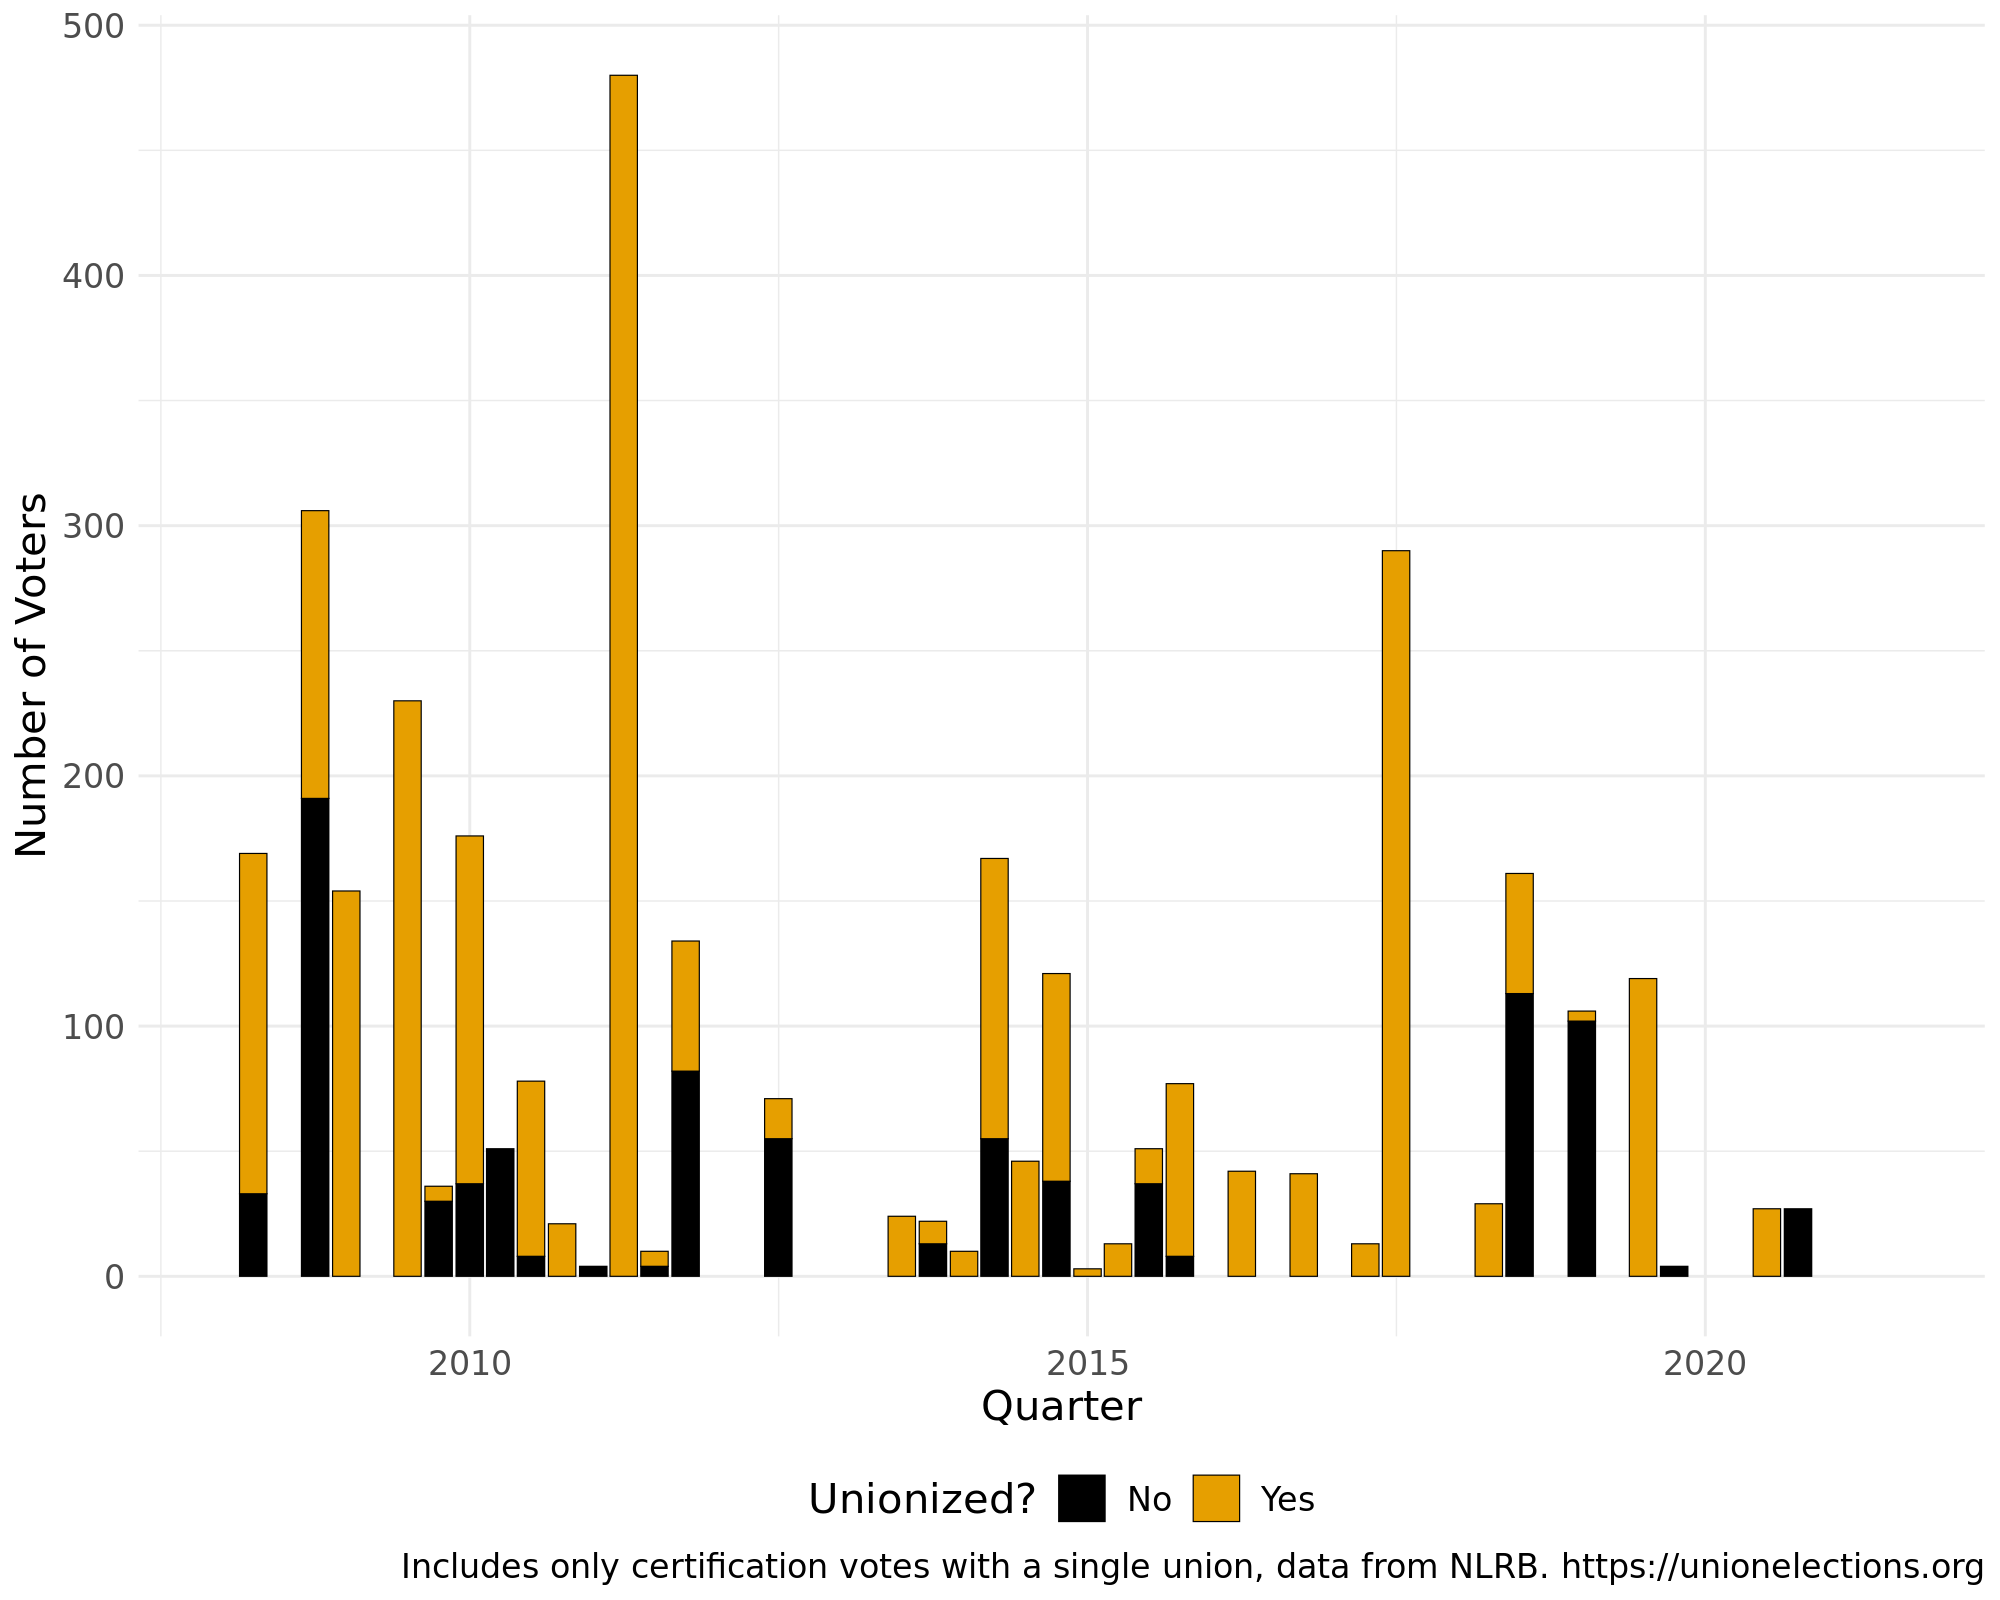 500
400
300
200
100
0
Number of Voters
2010 2015 2020
Quarter
Unionized? No Yes
Includes only certification votes with a single union, data from NLRB. https://unionelections.org